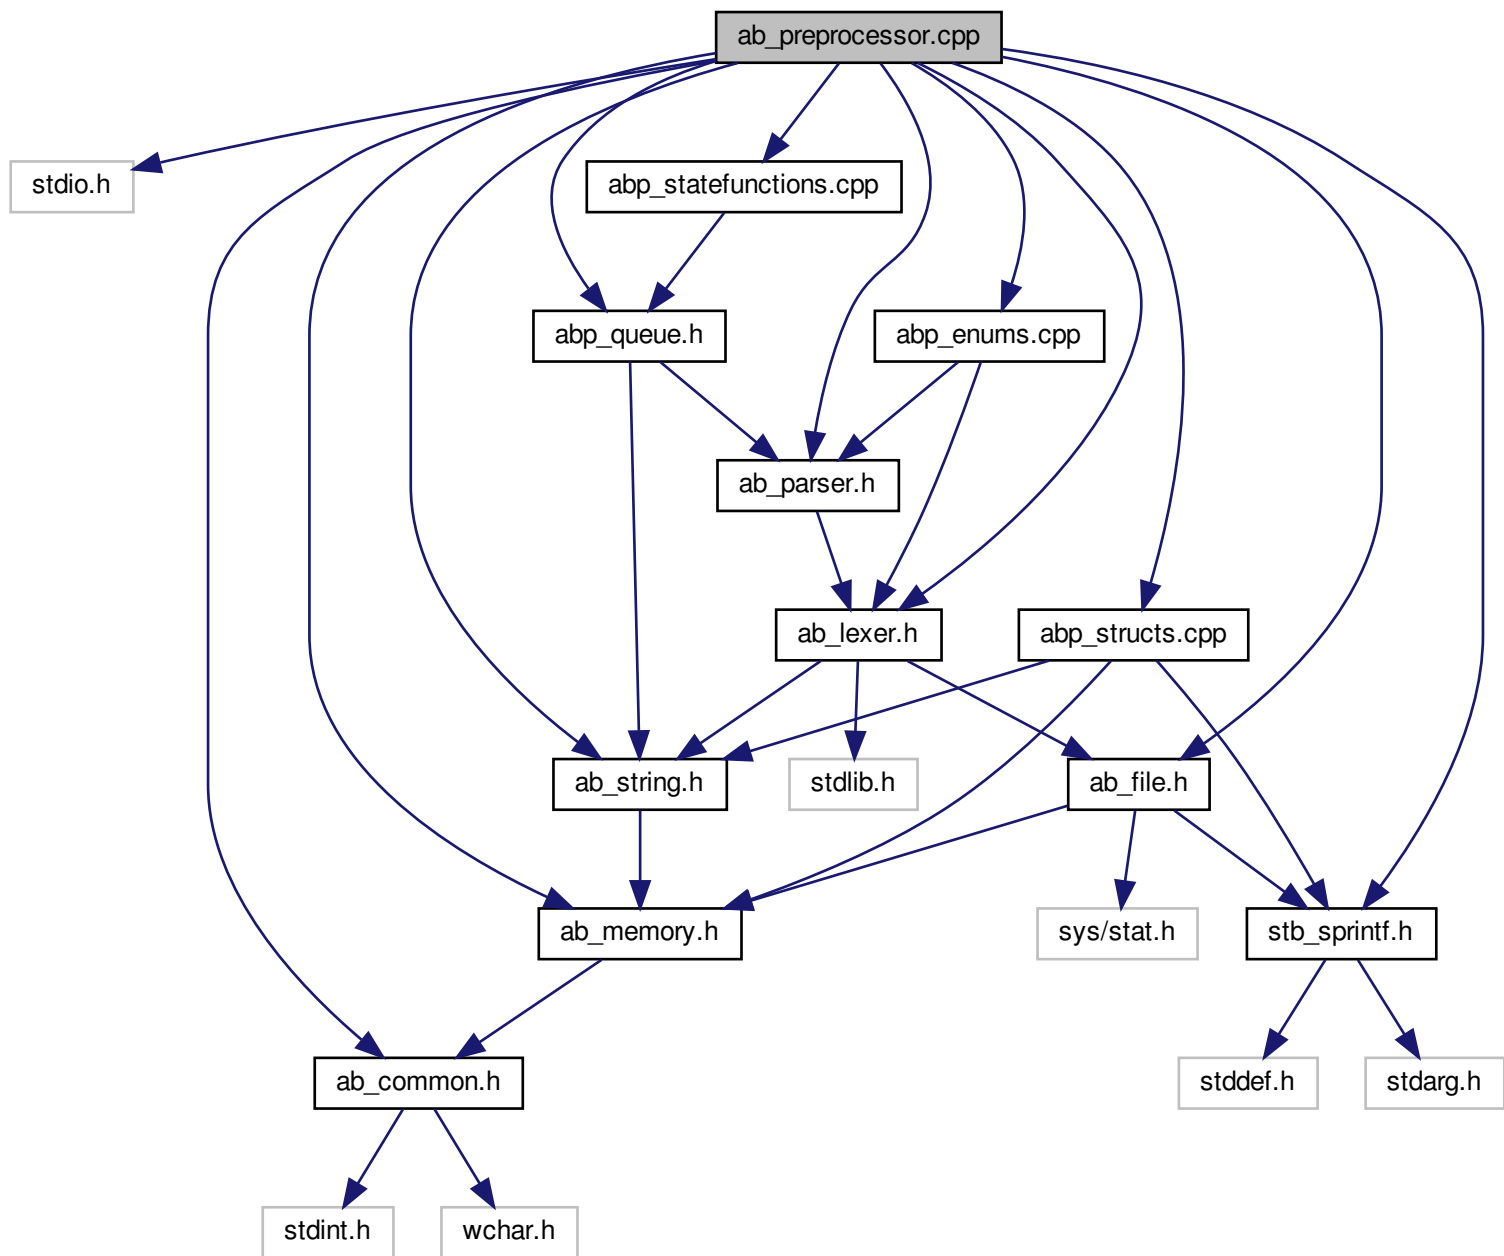 ab_preprocessor.cpp
stdio.h
abp_statefunctions.cpp
abp_queue.h
abp_enums.cpp
ab_parser.h
ab_lexer.h
abp_structs.cpp
ab_string.h
stdlib.h
ab_file.h
ab_memory.h
sys/stat.h
stb_sprintf.h
ab_common.h
stddef.h
stdarg.h
stdint.h
wchar.h